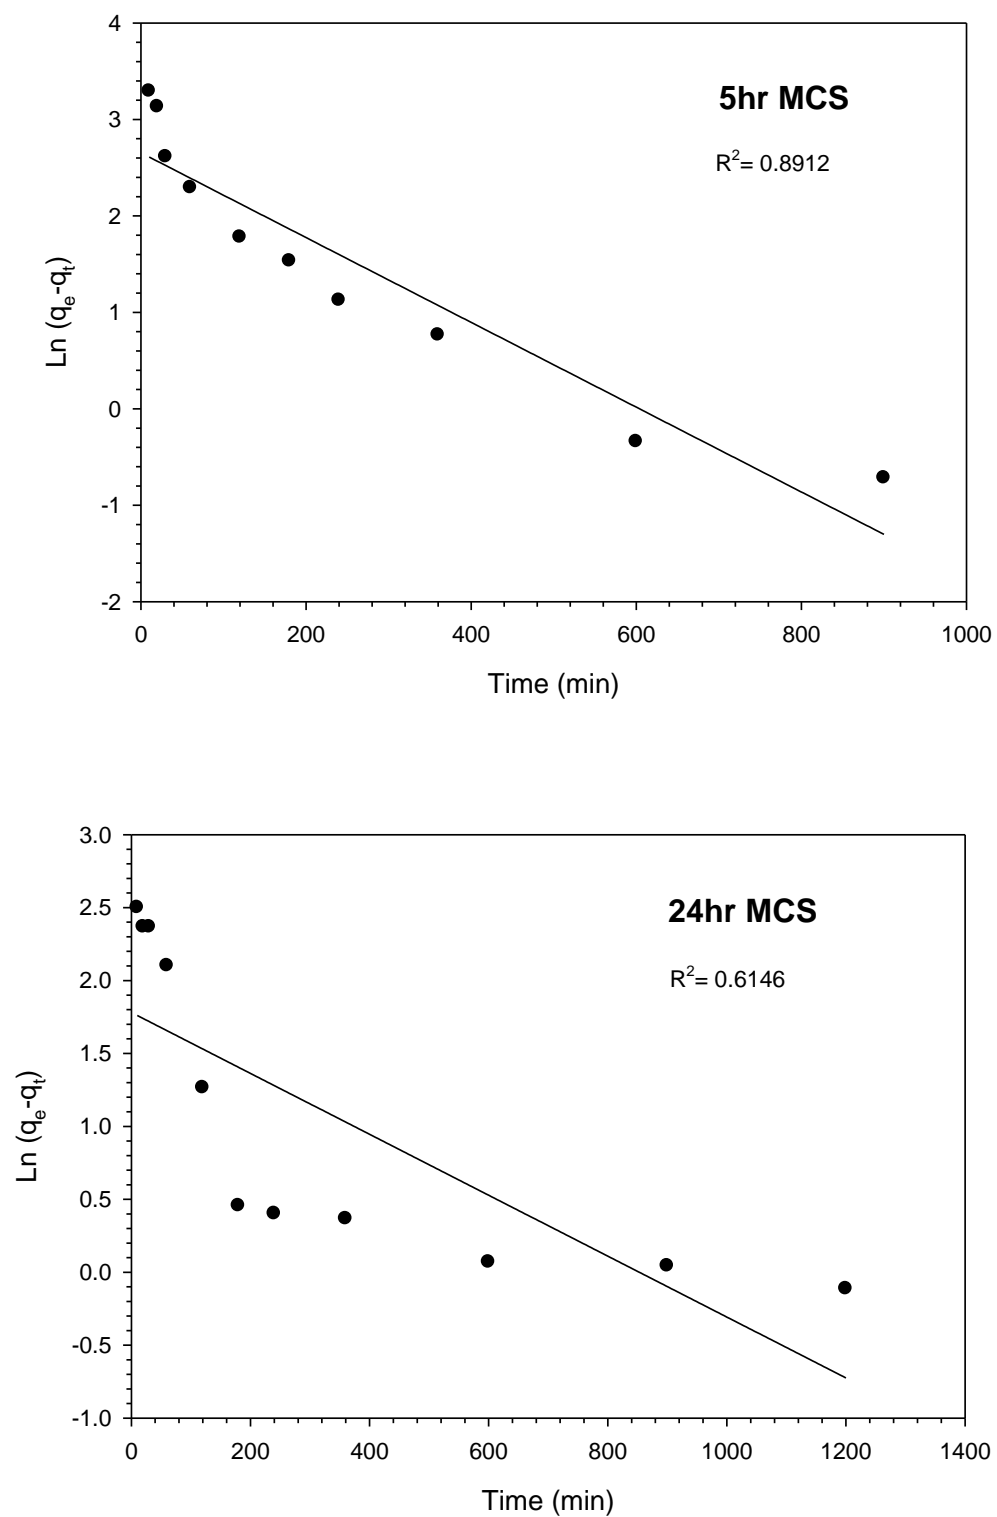 4
5hr MCS
3
R²= 0.8912
2
Ln (qₑ-qₜ)
1
0
-1
-2
0 200 400 600 800 1000
Time (min)
3.0
24hr MCS
2.5
R²= 0.6146
2.0
1.5
Ln (qₑ-qₜ)
1.0
0.5
0.0
-0.5
-1.0
0 200 400 600 800 1000 1200 1400
Time (min)